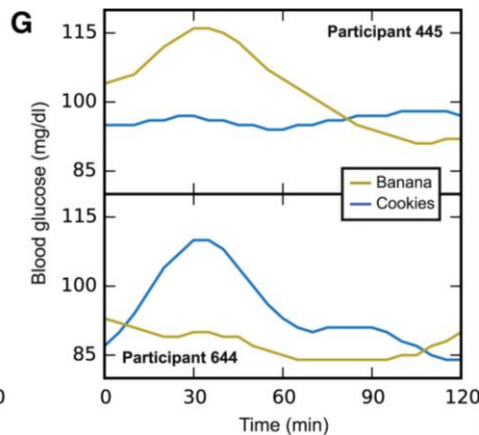 G
115
Participant 445
100
85
Blood glucose (mg/dl)
Banana
Cookies
115
100
85
Participant 644
0
0
30
60
90
120
Time (min)